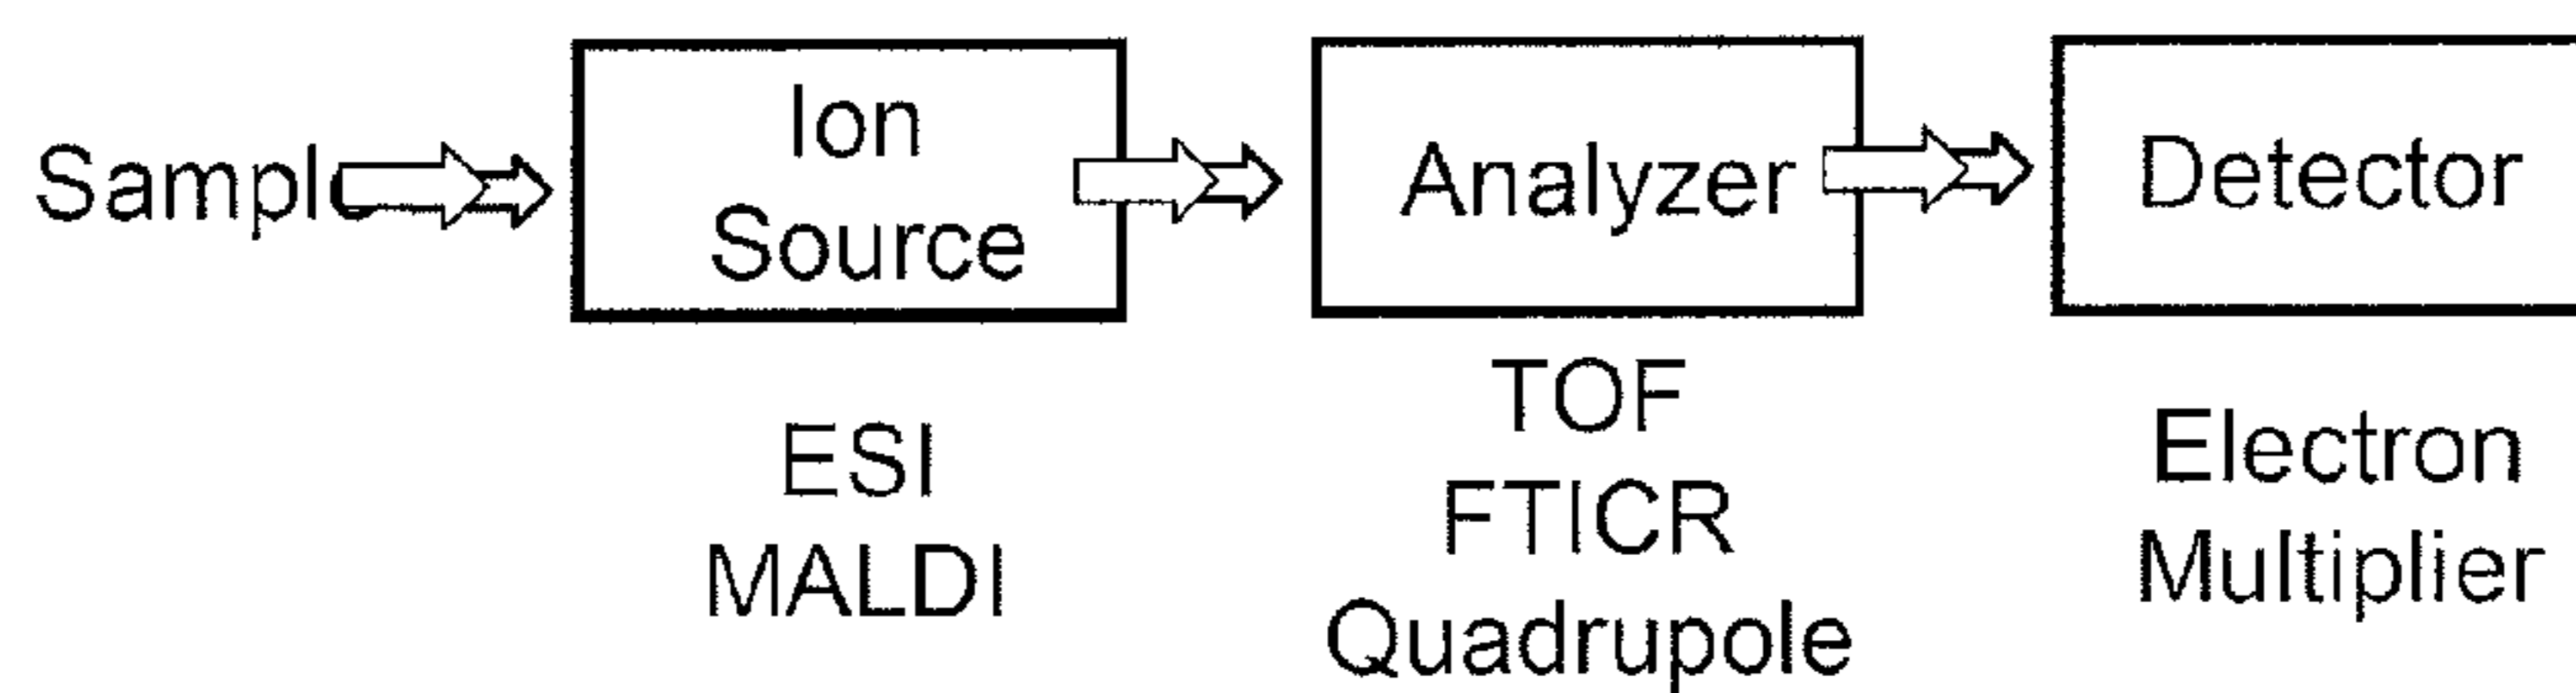 Sample
Ion
Source
Analyzer
Detector
ESI
MALDI
TOF
FTICR
Quadrupole
Electron
Multiplier